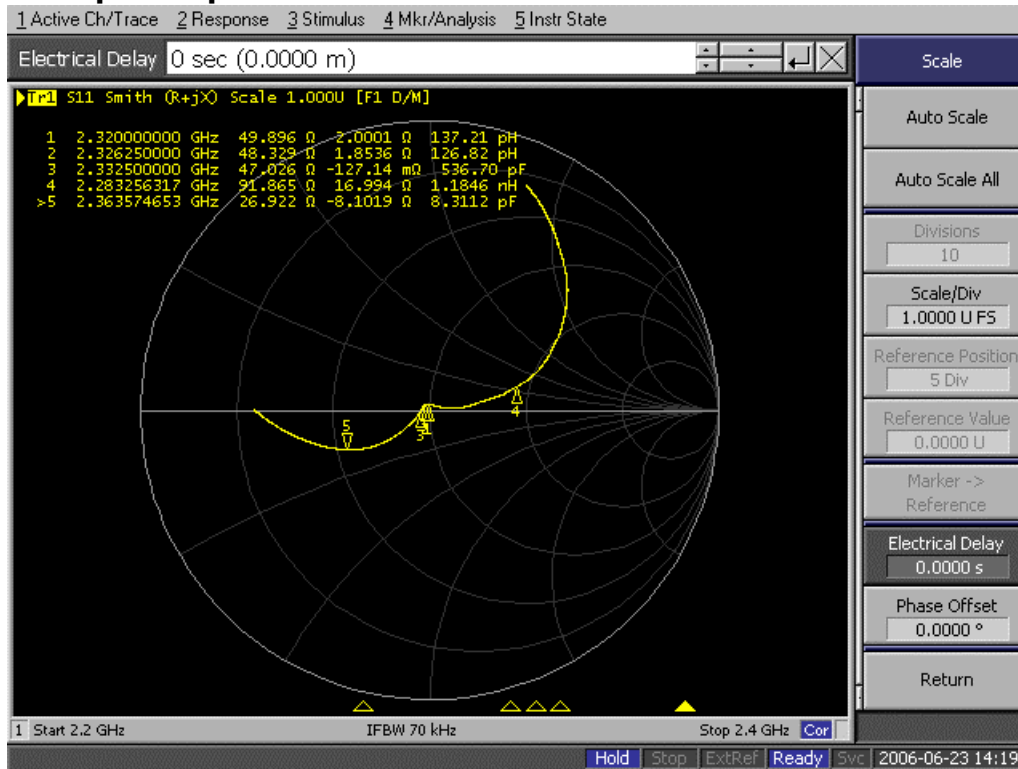 1 Active Ch/Trace 2 Response 3 Stimulus 4 Mkr/Analysis 5 Instr State
Electrical Delay 0 sec (0.0000 m)
Scale
Tr1 S11 Smith (R+jX) Scale 1.000U [F1 D/M]
1 2.320000000 GHz 49.896 Ω 2.0001 Ω 137.21 pH
2 2.326250000 GHz 48.329 Ω 1.8536 Ω 126.82 pH
3 2.332500000 GHz 47.026 Ω -127.14 mΩ 536.70 pF
4 2.283256317 GHz 91.865 Ω 16.994 Ω 1.1846 nH
>5 2.363574653 GHz 26.922 Ω -8.1019 Ω 8.3112 pF
5
3
1
4
Auto Scale
Auto Scale All
Divisions
10
Scale/Div
1.0000 U FS
Reference Position
5 Div
Reference Value
0.0000 U
Marker ->
Reference
Electrical Delay
0.0000 s
Phase Offset
0.0000 °
Return
1 Start 2.2 GHz IFBW 70 kHz Stop 2.4 GHz Cor
Hold Stop ExtRef Ready Svc 2006-06-23 14:19